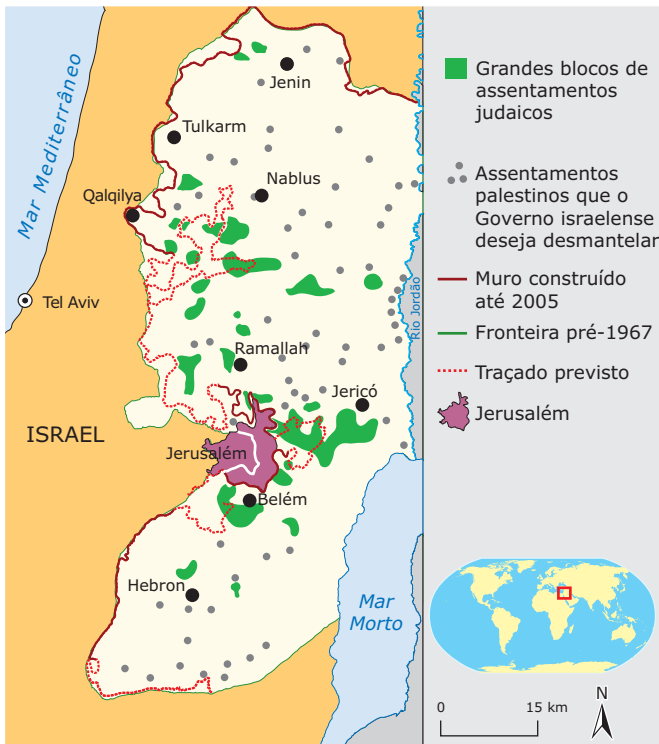 Mar Mediterrâneo
Jenin
Tulkarm
Nablus
Qalqilya
Tel Aviv
Ramallah
Jericó
ISRAEL
Jerusalém
Belém
Hebron
Mar
Morto
Rio Jordão
Grandes blocos de
assentamentos
judaicos
Assentamentos
palestinos que o
Governo israelense
deseja desmantelar
Muro construído
até 2005
Fronteira pré-1967
Traçado previsto
Jerusalém
0 15 km
N